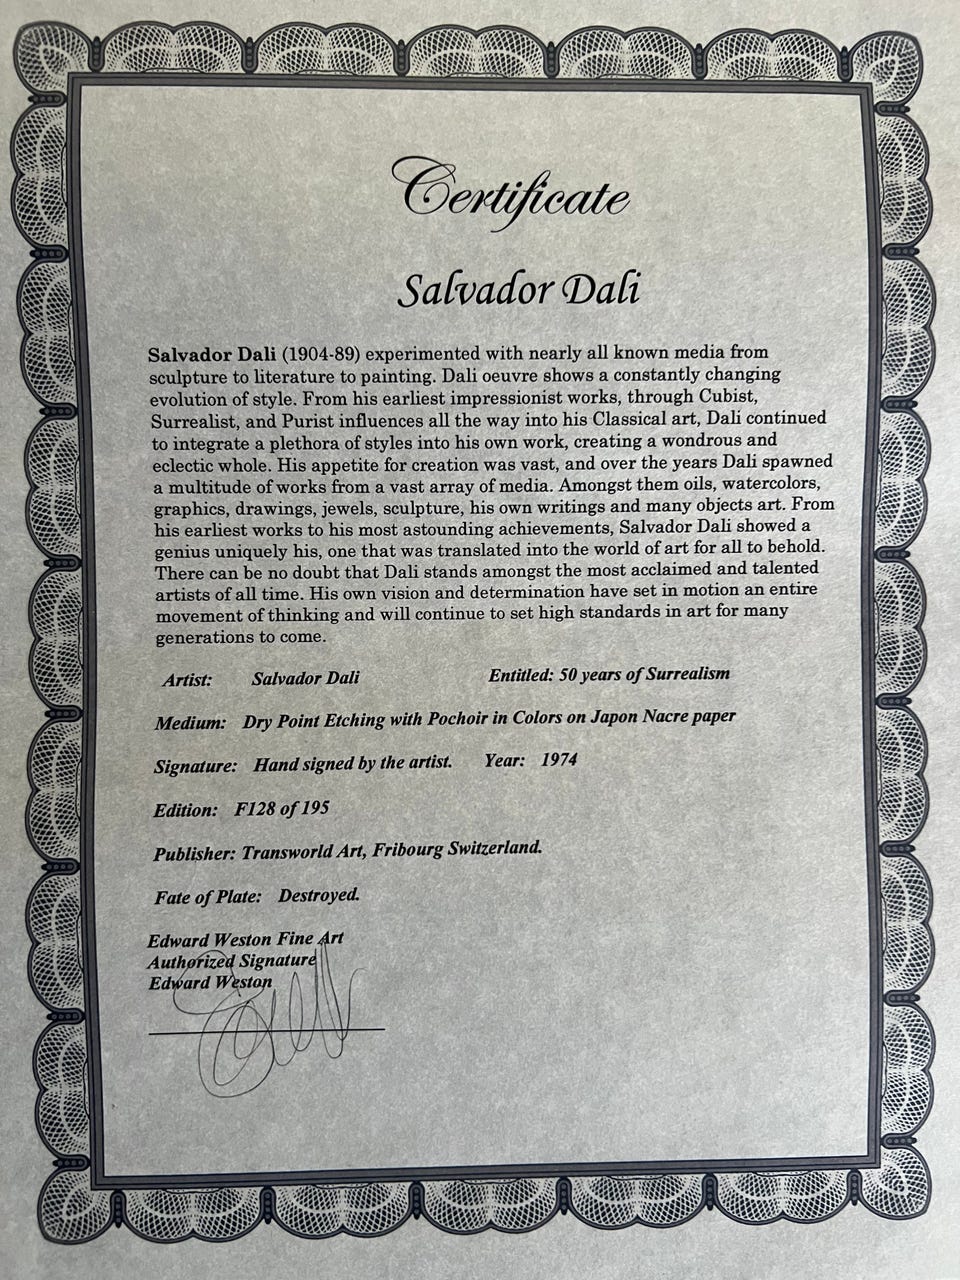 Certificate
Salvador Dali
Salvador Dali (1904-89) experimented with nearly all known media from
sculpture to literature to painting. Dali oeuvre shows a constantly changing
evolution of style. From his earliest impressionist works, through Cubist,
Surrealist, and Purist influences all the way into his Classical art, Dali continued
to integrate a plethora of styles into his own work, creating a wondrous and
eclectic whole. His appetite for creation was vast, and over the years Dali spawned
a multitude of works from a vast array of media. Amongst them oils, watercolors,
graphics, drawings, jewels, sculpture, his own writings and many objects art. From
his earliest works to his most astounding achievements, Salvador Dali showed a
genius uniquely his, one that was translated into the world of art for all to behold.
There can be no doubt that Dali stands amongst the most acclaimed and talented
artists of all time. His own vision and determination have set in motion an entire
movement of thinking and will continue to set high standards in art for many
generations to come.
Artist: Salvador Dali Entitled: 50 years of Surrealism
Medium: Dry Point Etching with Pochoir in Colors on Japon Nacre paper
Signature: Hand signed by the artist. Year: 1974
Edition: F128 of 195
Publisher: Transworld Art, Fribourg Switzerland.
Fate of Plate: Destroyed.
Edward Weston Fine Art
Authorized Signature
Edward Weston